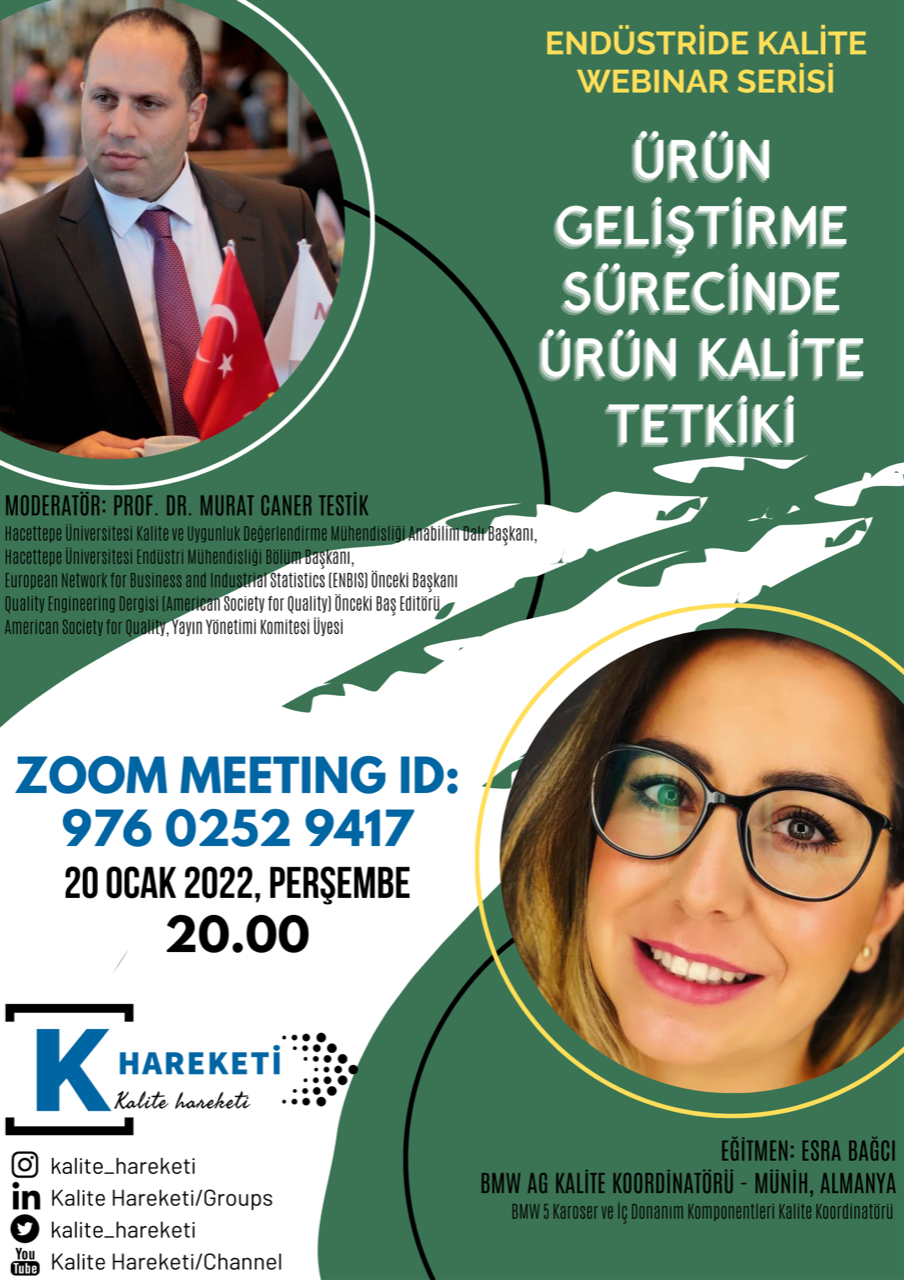 ENDÜSTRİDE KALİTE
WEBINAR SERİSİ
ÜRÜN
GELİŞTİRME
SÜRECİNDE
ÜRÜN KALİTE
TETKİKİ
MODERATÖR: PROF. DR. MURAT CANER TESTİK
Hacettepe Üniversitesi Kalite ve Uygunluk Değerlendirme Mühendisliği Anabilim Dalı Başkanı,
Hacettepe Üniversitesi Endüstri Mühendisliği Bölüm Başkanı,
European Network for Business and Industrial Statistics (ENBIS) Önceki Başkanı
Quality Engineering Dergisi (American Society for Quality) Önceki Baş Editörü
American Society for Quality, Yayın Yönetimi Komitesi Üyesi
ZOOM MEETING ID:
976 0252 9417
20 OCAK 2022, PERŞEMBE
20.00
K HAREKETİ
Kalite hareketi
kalite_hareketi
in Kalite Hareketi/Groups
kalite_hareketi
You Tube Kalite Hareketi/Channel
EĞİTMEN: ESRA BAĞCI
BMW AG KALİTE KOORDİNATÖRÜ - MÜNİH, ALMANYA
BMW 5 Karoser ve İç Donanım Komponentleri Kalite Koordinatörü